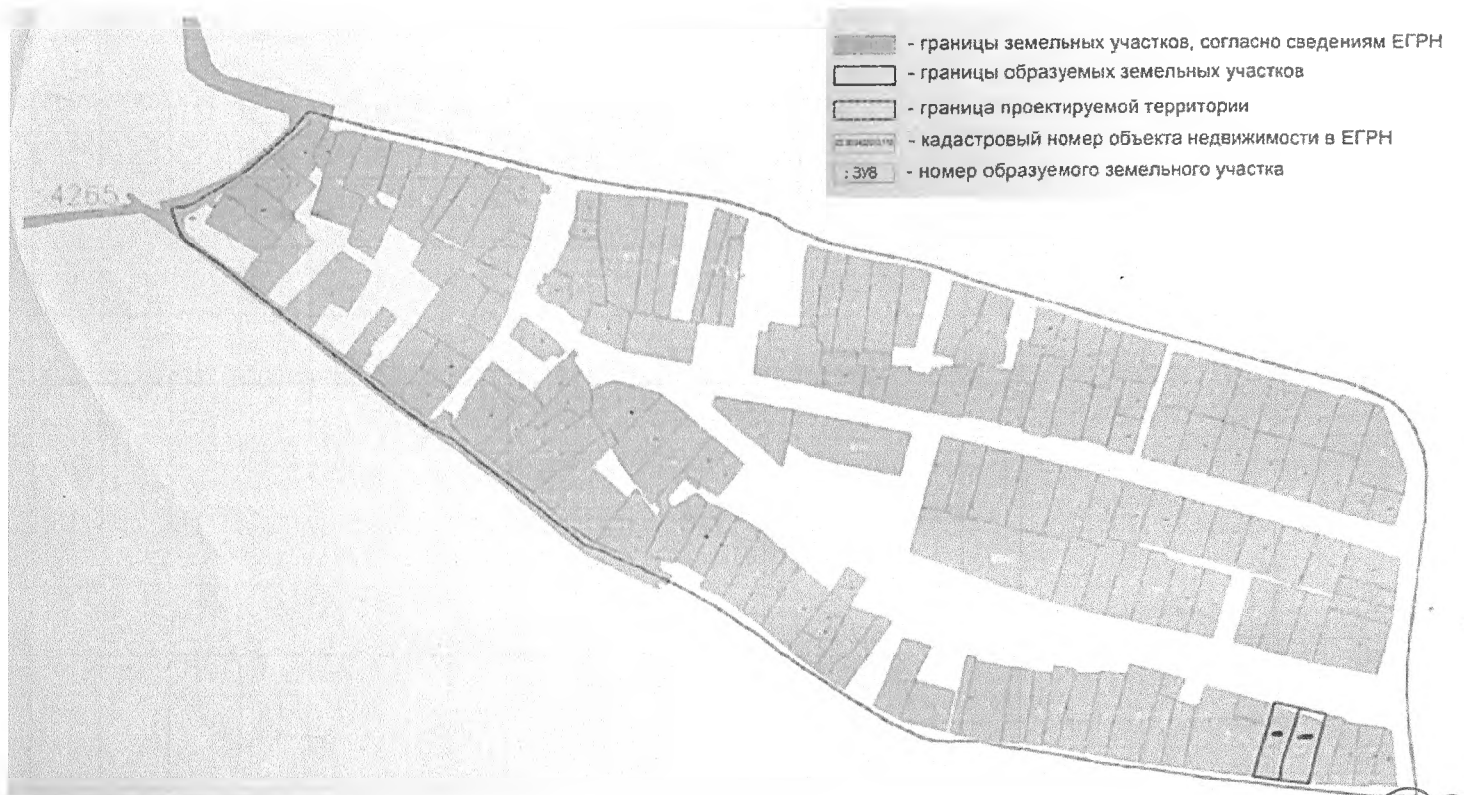 - границы земельных участков, согласно сведениям ЕГРН
- границы образуемых земельных участков
- граница проектируемой территории
- кадастровый номер объекта недвижимости в ЕГРН
:ЗУ8 - номер образуемого земельного участка
4265